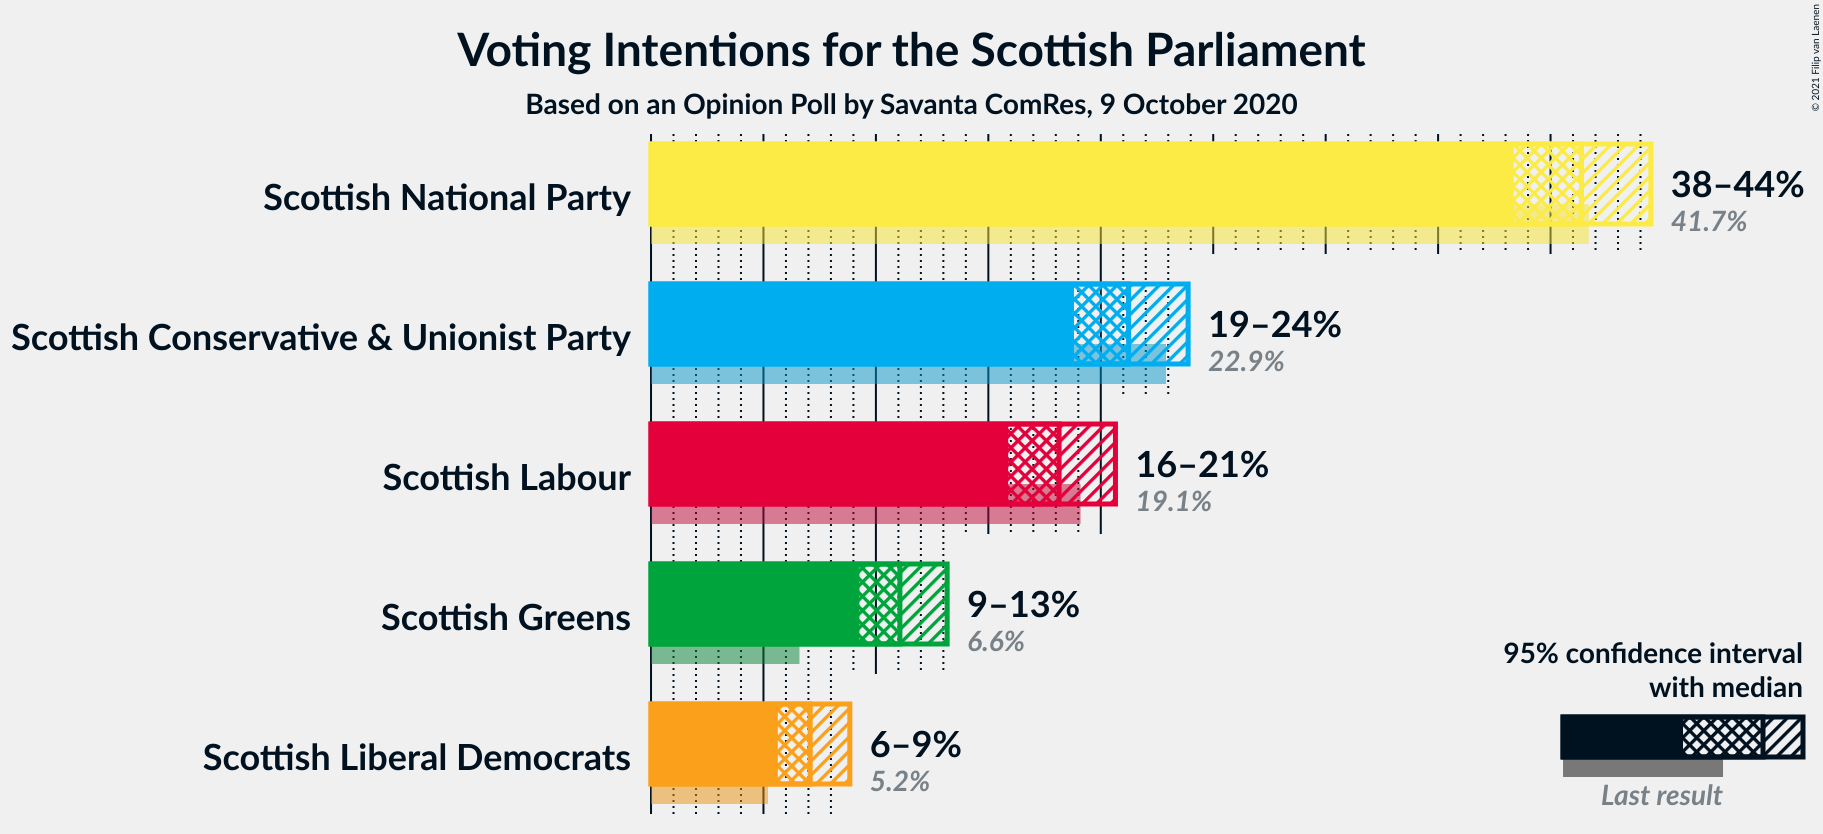 Voting Intentions for the Scottish Parliament
Based on an Opinion Poll by Savanta ComRes, 9 October 2020
© 2021 Filip van Laenen
Scottish National Party
38–44%
41.7%
Scottish Conservative & Unionist Party
19–24%
22.9%
Scottish Labour
16–21%
19.1%
Scottish Greens
9–13%
6.6%
Scottish Liberal Democrats
6–9%
5.2%
95% confidence interval
with median
Last result